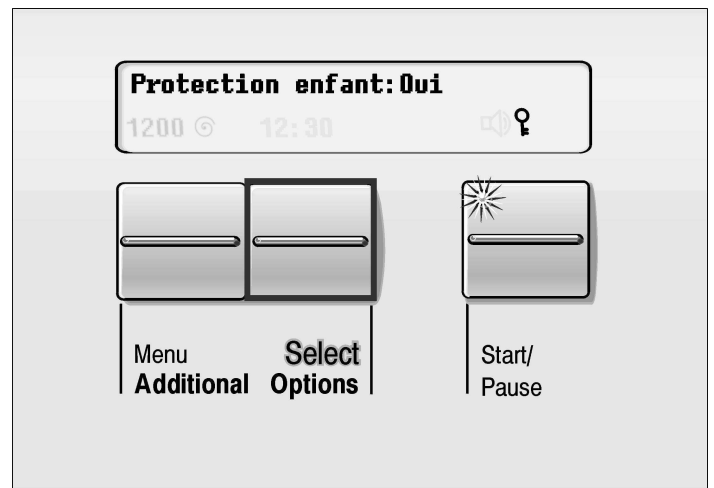 Protection enfant:Oui
1200 12:30
Menu Select Start/
Additional Options Pause